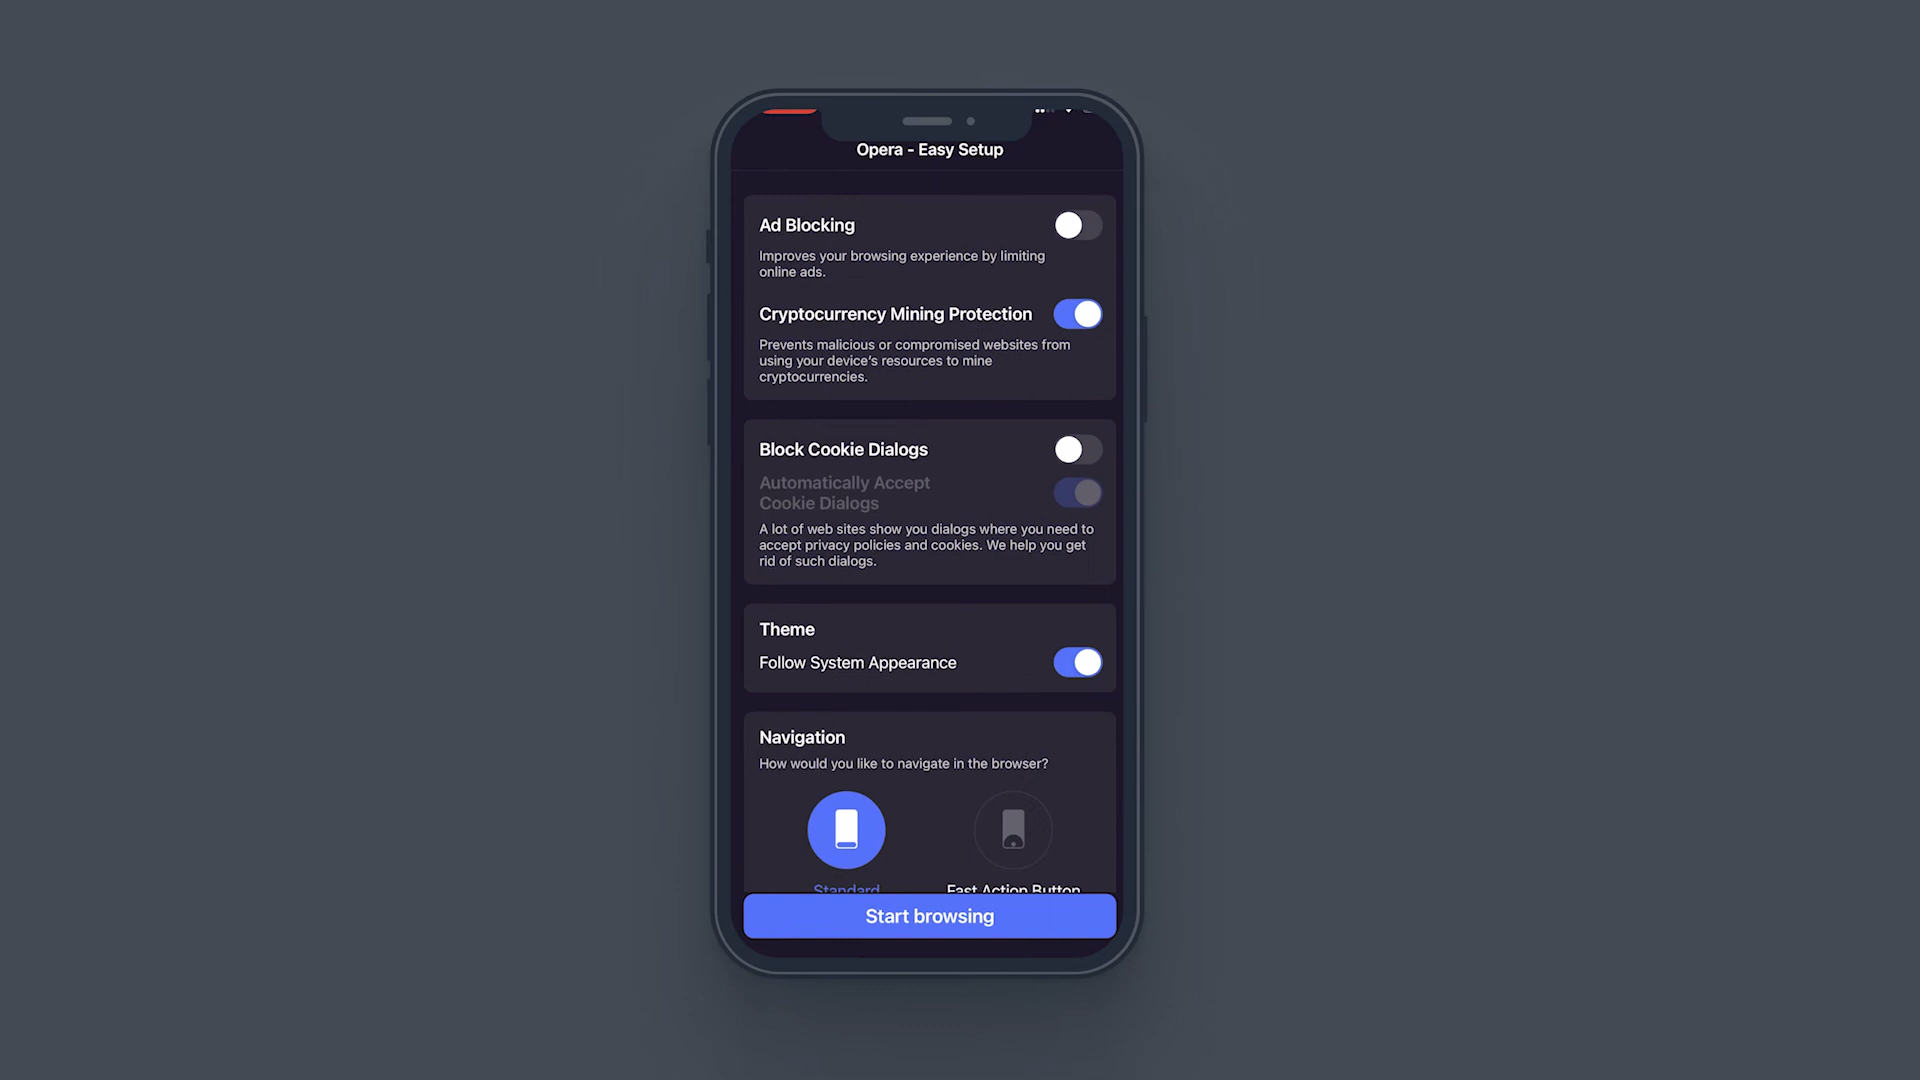 Opera - Easy Setup
Ad Blocking
Improves your browsing experience by limiting
online ads.
Cryptocurrency Mining Protection
Prevents malicious or compromised websites from
using your device's resources to mine
cryptocurrencies.
Block Cookie Dialogs
Automatically Accept
Cookie Dialogs
A lot of web sites show you dialogs where you need to
accept privacy policies and cookies. We help you get
rid of such dialogs.
Theme
Follow System Appearance
Navigation
How would you like to navigate in the browser?
Standard
Fast Action Button
Start browsing